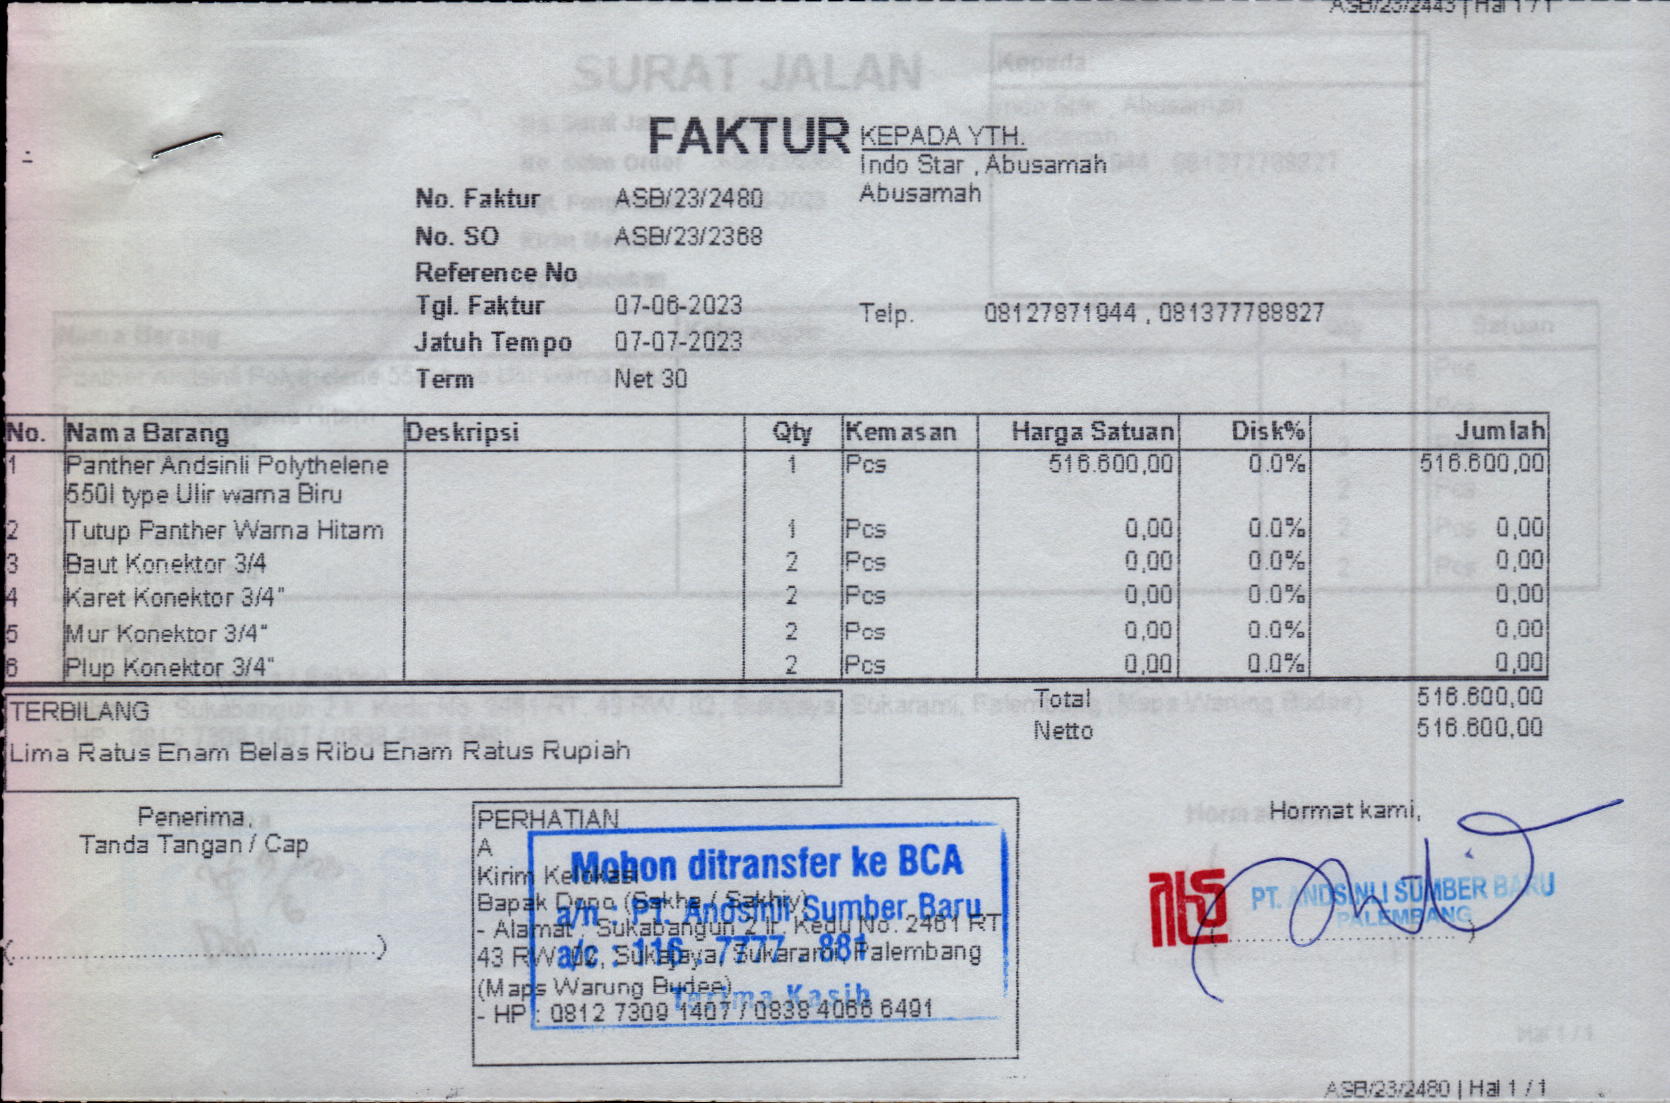 ASB/23/2443 | Hal 1 / 1
SURAT JALAN
Kepada:
FAKTUR
KEPADA YTH.
Indo Star , Abusamah
Abusamah
No. Faktur ASB/23/2480
No. SO ASB/23/2368
Reference No
Tgl. Faktur 07-06-2023
Telp. 08127871944 , 081377788827
Jatuh Tempo 07-07-2023
Term Net 30
No. Nama Barang Deskripsi Qty Kemasan Harga Satuan Disk% Jumlah
1 Panther Andsinli Polythelene 1 Pcs 516.600,00 0.0% 516.600,00
550l type Ulir warna Biru
2 Tutup Panther Warna Hitam 1 Pcs 0,00 0.0% 0,00
3 Baut Konektor 3/4 2 Pcs 0,00 0.0% 0,00
4 Karet Konektor 3/4" 2 Pcs 0,00 0.0% 0,00
5 Mur Konektor 3/4" 2 Pcs 0,00 0.0% 0,00
6 Plup Konektor 3/4" 2 Pcs 0,00 0.0% 0,00
Total 516.600,00
Netto 516.600,00
TERBILANG
Lima Ratus Enam Belas Ribu Enam Ratus Rupiah
Penerima,
Tanda Tangan / Cap
(................................................)
PERHATIAN
A
Kirim Kelokasi
Bapak Dopo (Sakha / Sakhiy)
- Alamat : Sukabangun 2 lr. Kedu No. 2461 RT
43 RW 02, Sukajaya, Sukarami, Palembang
(Maps Warung Budee)
- HP : 0812 7309 1407 / 0838 4066 6491
Mohon ditransfer ke BCA
a/n : PT. Andsinli Sumber Baru
a/c : 116 . 7777 . 881
Terima Kasih
Hormat kami,
PT. ANDSINLI SUMBER BARU
PALEMBANG
ASB/23/2480 | Hal 1 / 1